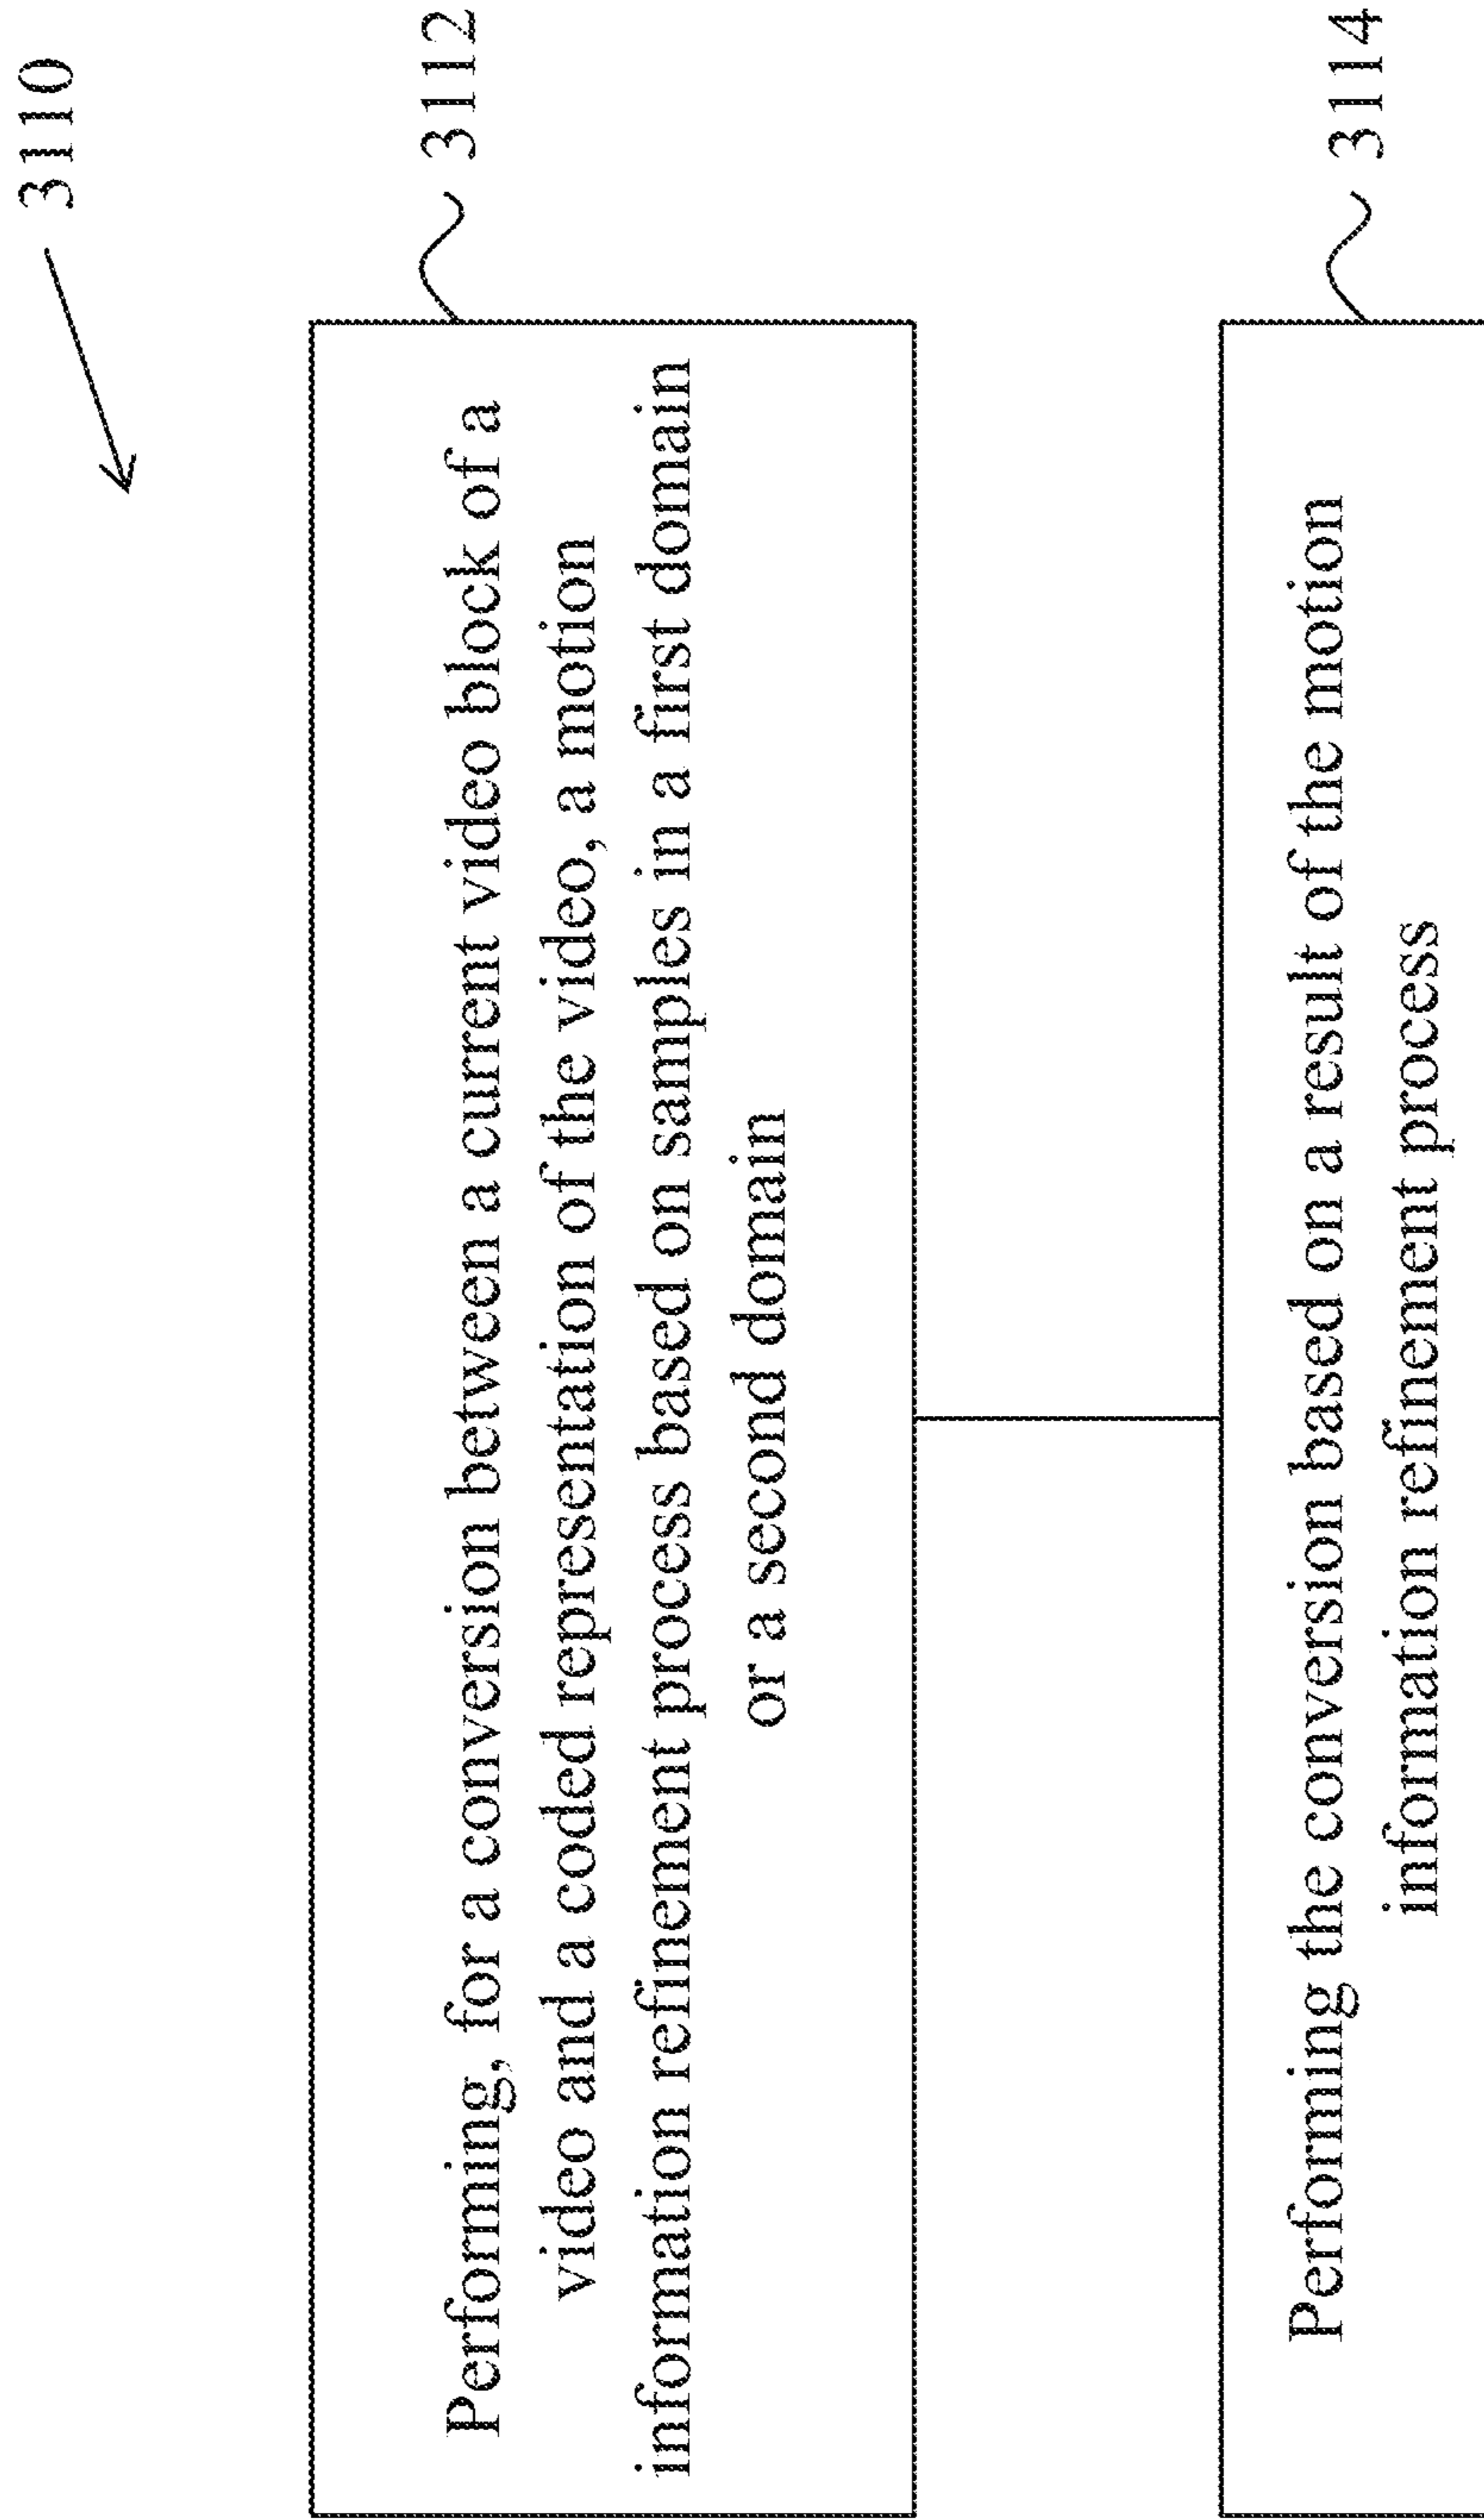 3110
Performing, for a conversion between a current video block of a
video and a coded representation of the video, a motion
information refinement process based on samples in a first domain
or a second domain
3112
Performing the conversion based on a result of the motion
information refinement process
3114